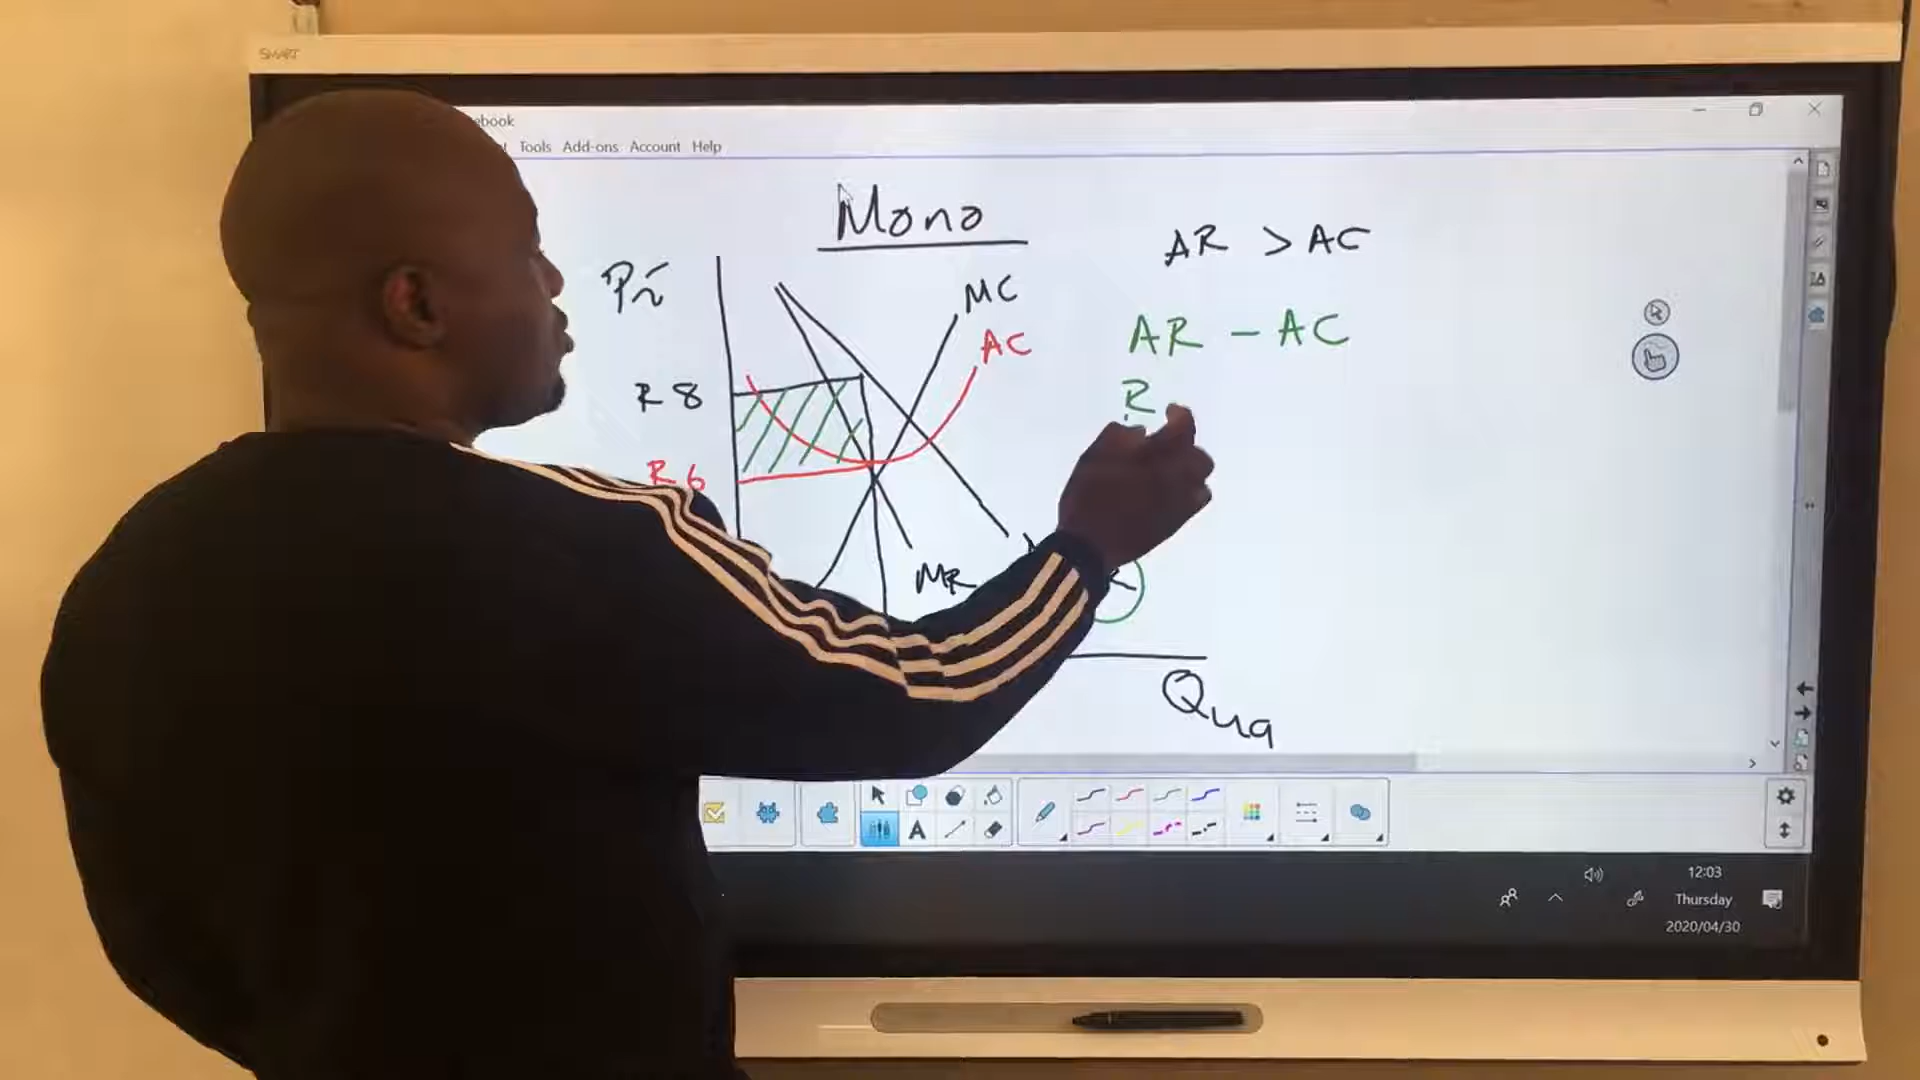 SMART
ebook
Tools Add-ons Account Help
Mono
AR > AC
Pri
MC
AC
AR - AC
R 8
R
R 6
MR
Qua
A
12:03
Thursday
2020/04/30